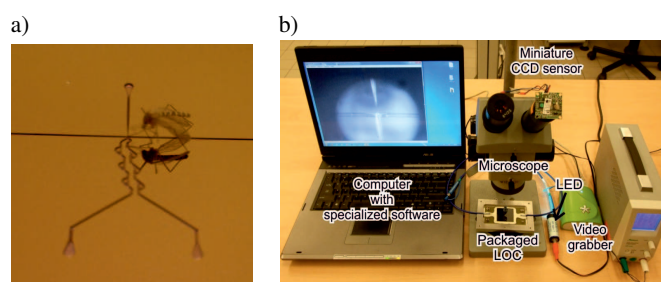 a)
b)
Miniature
CCD sensor
Microscope
LED
Computer
with
specialized software
Packaged
LOC
Video
grabber